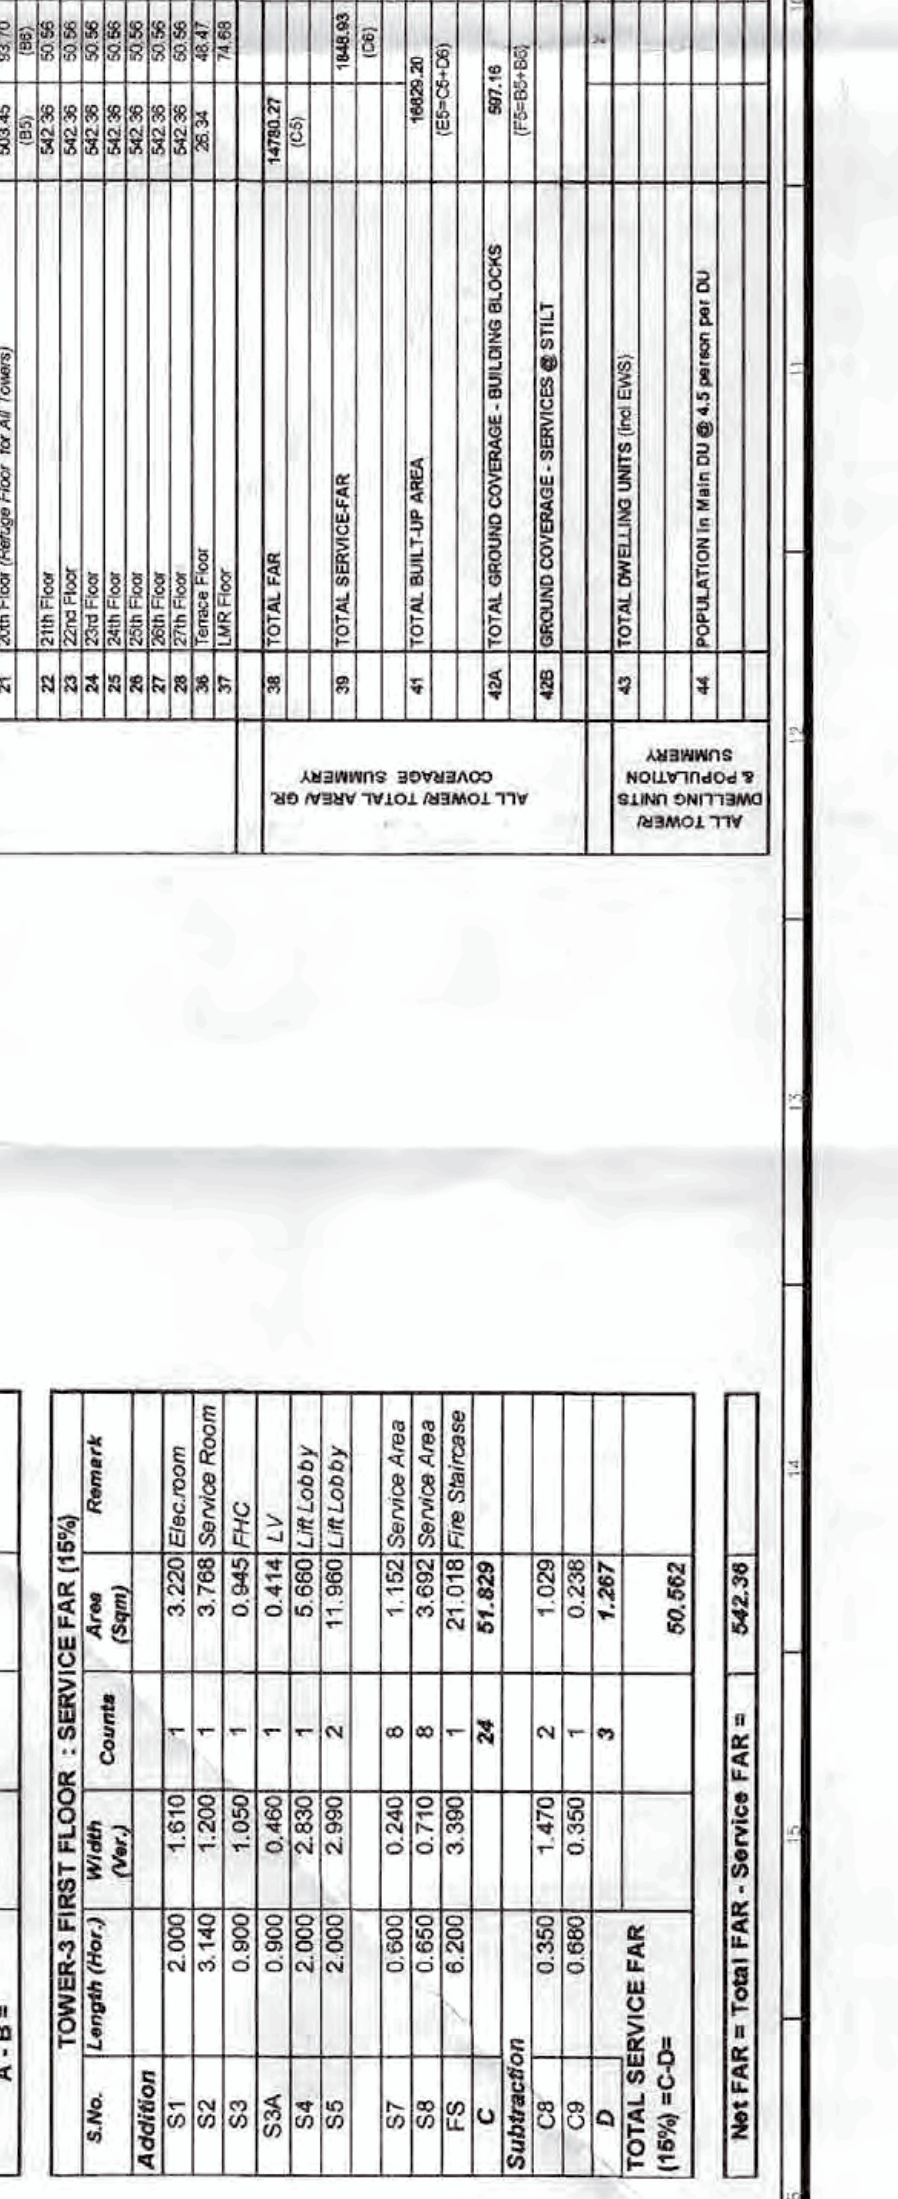 A - B =
TOWER-3 FIRST FLOOR : SERVICE FAR (15%)
S.No. Length (Hor.) Width (Ver.) Counts Area (Sqm) Remark
Addition
S1 2.000 1.610 1 3.220 Elec.room
S2 3.140 1.200 1 3.768 Service Room
S3 0.900 1.050 1 0.945 FHC
S3A 0.900 0.460 1 0.414 LV
S4 2.000 2.830 1 5.660 Lift Lobby
S5 2.000 2.990 2 11.960 Lift Lobby
S7 0.600 0.240 8 1.152 Service Area
S8 0.650 0.710 8 3.692 Service Area
FS 6.200 3.390 1 21.018 Fire Staircase
C 24 51.829
Subtraction
C8 0.350 1.470 2 1.029
C9 0.680 0.350 1 0.238
D 3 1.267
TOTAL SERVICE FAR
(15%) =C-D= 50.562
Net FAR = Total FAR - Service FAR = 542.36
21 20th Floor (Refuge Floor for All Towers) 503.45 93.70
(B5) (B6)
22 21th Floor 542.36 50.56
23 22nd Floor 542.36 50.56
24 23rd Floor 542.36 50.56
25 24th Floor 542.36 50.56
26 25th Floor 542.36 50.56
27 26th Floor 542.36 50.56
28 27th Floor 542.36 50.56
36 Terrace Floor 26.34 48.47
37 LMR Floor 74.68
ALL TOWER/ TOTAL AREA/ GR.
COVERAGE SUMMERY
38 TOTAL FAR 14780.27
(C5)
39 TOTAL SERVICE-FAR 1848.93
(D6)
41 TOTAL BUILT-UP AREA 16629.20
(E5=C5+D6)
42A TOTAL GROUND COVERAGE - BUILDING BLOCKS 597.16
(F5=B5+B6)
42B GROUND COVERAGE - SERVICES @ STILT
ALL TOWER/
DWELLING UNITS
& POPULATION
SUMMERY
43 TOTAL DWELLING UNITS (incl EWS)
44 POPULATION in Main DU @ 4.5 person per DU
15
14
13
12
11